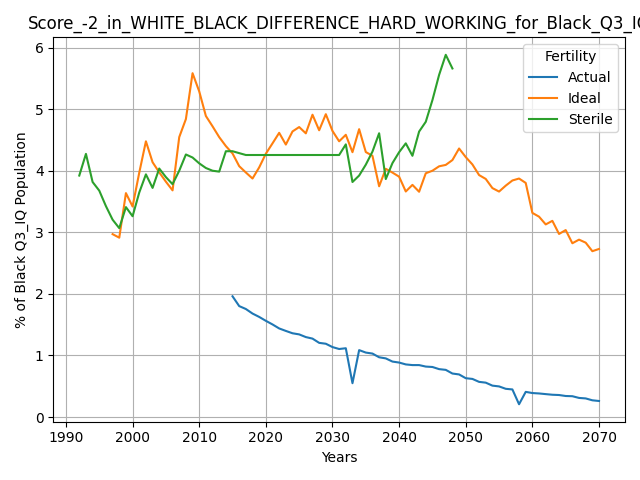 Score_-2_in_WHITE_BLACK_DIFFERENCE_HARD_WORKING_for_Black_Q3_IQ
Fertility
Actual
Ideal
Sterile
% of Black Q3_IQ Population
6
5
4
3
2
1
0
1990 2000 2010 2020 2030 2040 2050 2060 2070
Years